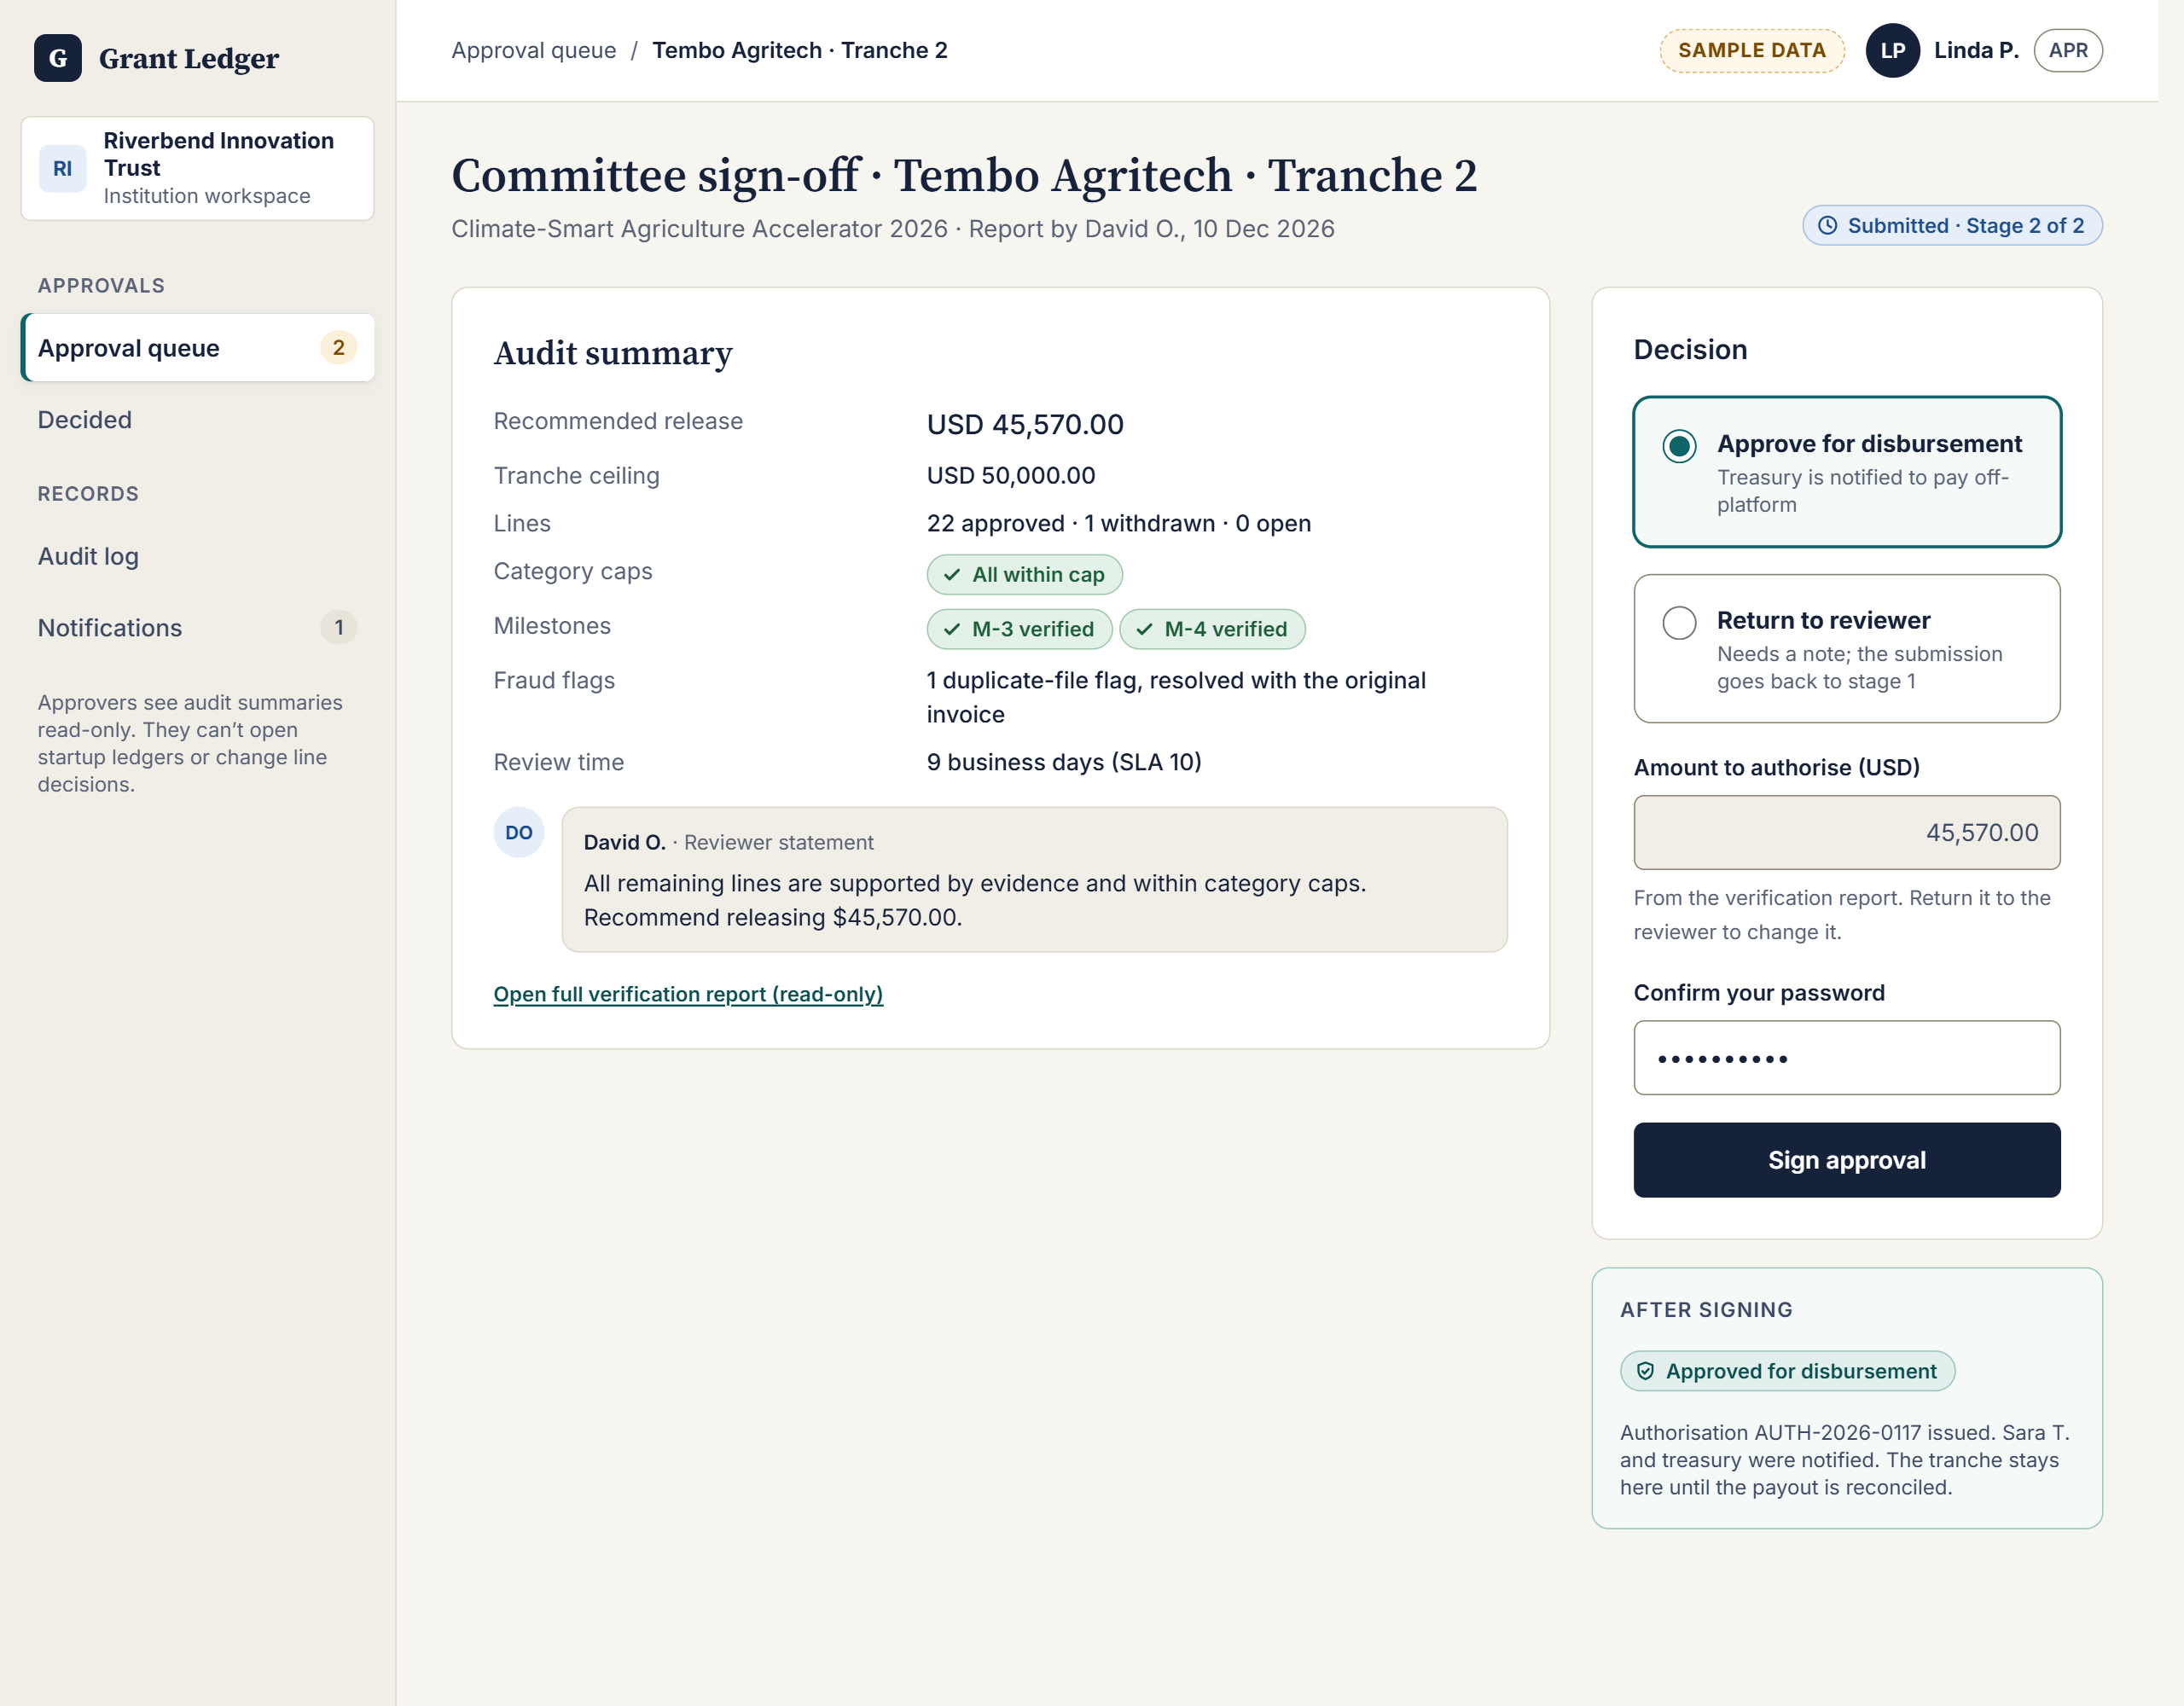 G Grant Ledger
RI
Riverbend Innovation
Trust
Institution workspace
APPROVALS
Approval queue 2
Decided
RECORDS
Audit log
Notifications 1
Approvers see audit summaries
read-only. They can’t open
startup ledgers or change line
decisions.
Approval queue / Tembo Agritech · Tranche 2
SAMPLE DATA LP Linda P. APR
Committee sign-off · Tembo Agritech · Tranche 2
Climate-Smart Agriculture Accelerator 2026 · Report by David O., 10 Dec 2026
Submitted · Stage 2 of 2
Audit summary
Recommended release USD 45,570.00
Tranche ceiling USD 50,000.00
Lines 22 approved · 1 withdrawn · 0 open
Category caps All within cap
Milestones M-3 verified M-4 verified
Fraud flags 1 duplicate-file flag, resolved with the original
invoice
Review time 9 business days (SLA 10)
DO David O. · Reviewer statement
All remaining lines are supported by evidence and within category caps.
Recommend releasing $45,570.00.
Open full verification report (read-only)
Decision
Approve for disbursement
Treasury is notified to pay off-
platform
Return to reviewer
Needs a note; the submission
goes back to stage 1
Amount to authorise (USD)
45,570.00
From the verification report. Return it to the
reviewer to change it.
Confirm your password
••••••••••
Sign approval
AFTER SIGNING
Approved for disbursement
Authorisation AUTH-2026-0117 issued. Sara T.
and treasury were notified. The tranche stays
here until the payout is reconciled.